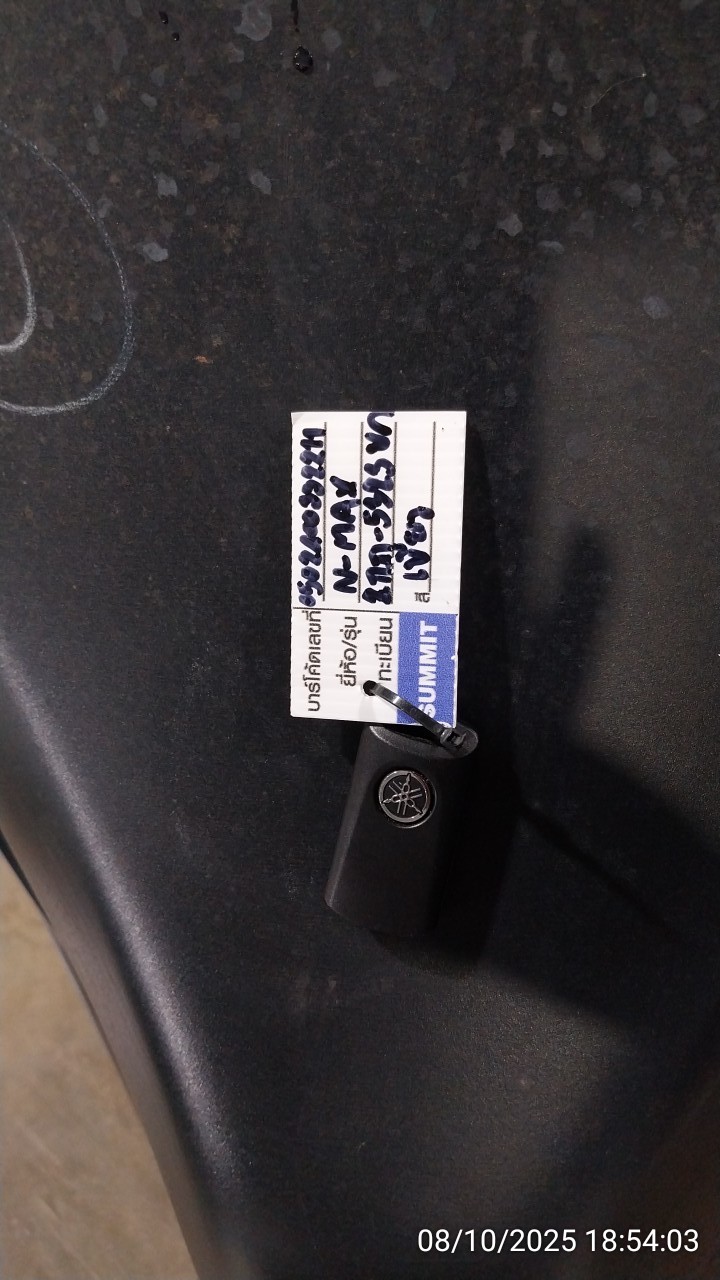 บาร์โค้ดเลขที่
ยี่ห้อ/รุ่น N-MAX
ทะเบียน
สี เขียว
SUMMIT
08/10/2025 18:54:03